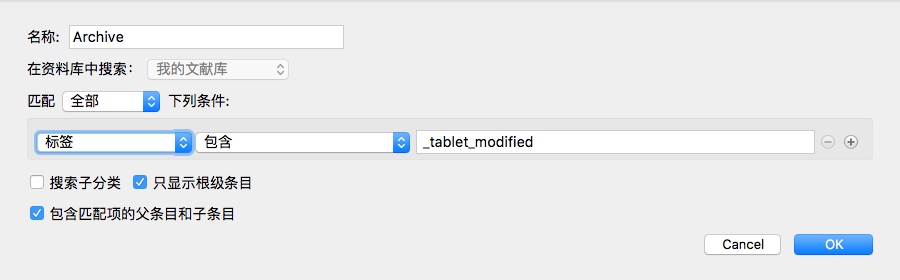 名称: Archive
在资料库中搜索: 我的文献库
匹配 全部 下列条件:
标签 包含 _tablet_modified
搜索子分类 只显示根级条目
包含匹配项的父条目和子条目
Cancel OK